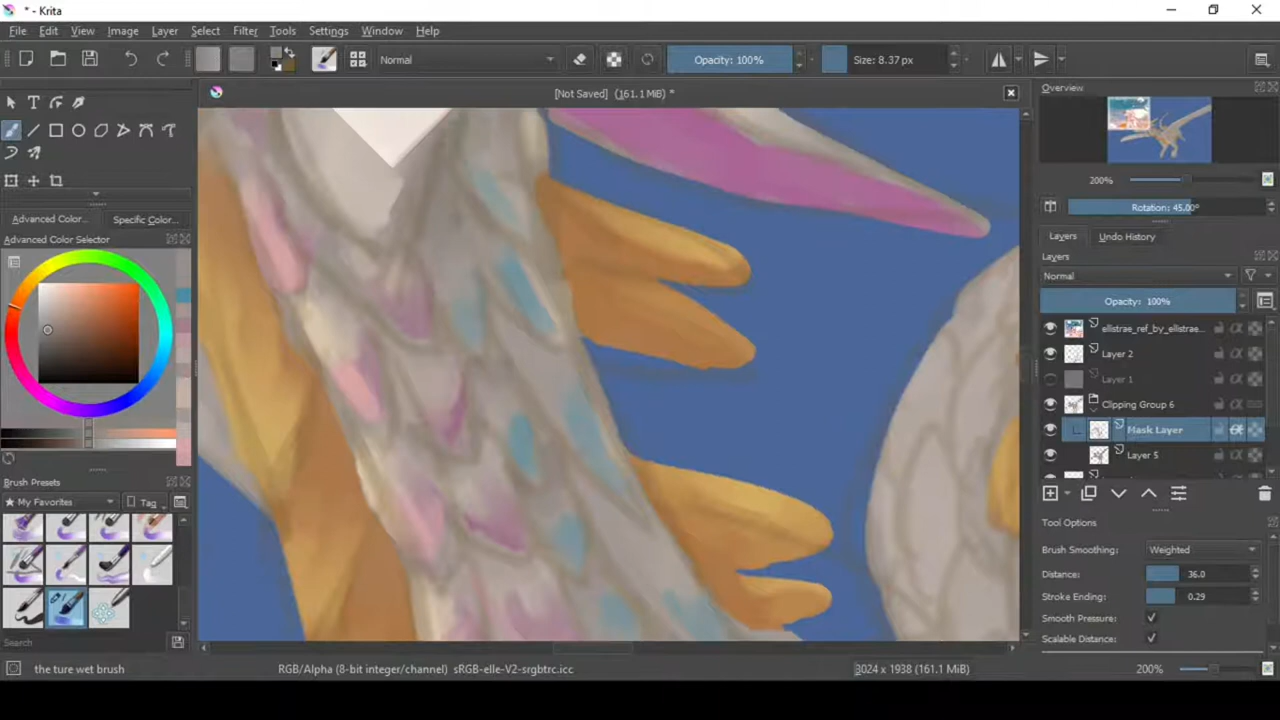 * - Krita
File Edit View Image Layer Select Filter Tools Settings Window Help
Normal Opacity: 100% Size: 8.37 px
[Not Saved] (161.1 MiB) *
Overview
200%
Rotation: 45.00°
Layers Undo History
Layers
Normal
Opacity: 100%
ellstrae_ref_by_ellstrae...
Layer 2
Layer 1
Clipping Group 6
Mask Layer
Layer 5
Tool Options
Brush Smoothing: Weighted
Distance: 36.0
Stroke Ending: 0.29
Smooth Pressure:
Scalable Distance:
Advanced Color... Specific Color...
Advanced Color Selector
Brush Presets
My Favorites Tag
Search
the ture wet brush RGB/Alpha (8-bit integer/channel) sRGB-elle-V2-srgbtrc.icc 3024 x 1938 (161.1 MiB) 200%